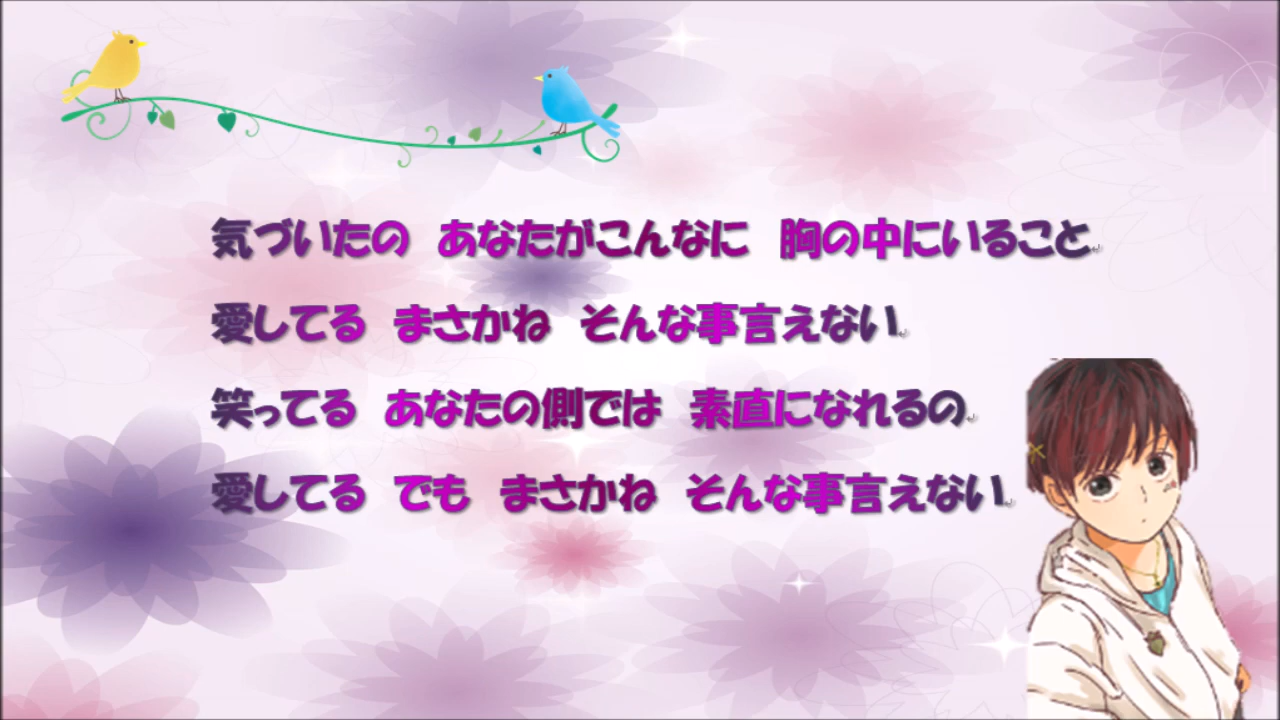 気づいたの　あなたがこんなに　胸の中にいること
愛してる　まさかね　そんな事言えない
笑ってる　あなたの側では　素直になれるの
愛してる　でも　まさかね　そんな事言えない